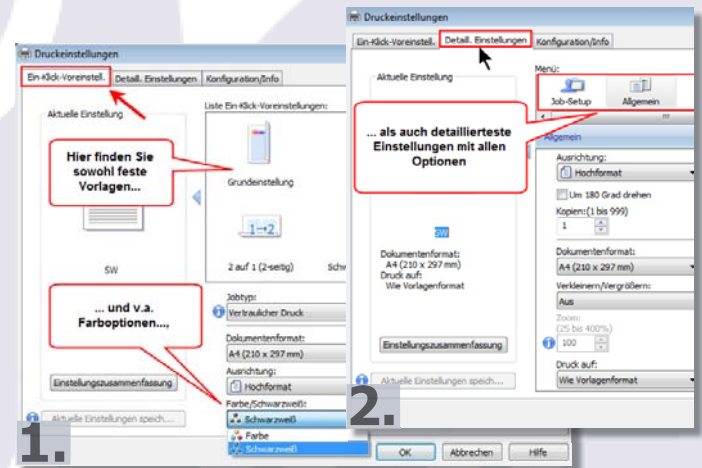 Druckeinstellungen
Ein-Klick-Voreinstell. Detaill. Einstellungen Konfiguration/Info
Aktuelle Einstellung
Liste Ein-Klick-Voreinstellungen:
Hier finden Sie
sowohl feste
Vorlagen...
Grundeinstellung
1→2
SW
2 auf 1 (2-seitig)
Schw
... und v.a.
Farboptionen...,
Jobtyp:
Vertraulicher Druck
Dokumentenformat:
A4 (210 x 297 mm)
Ausrichtung:
Hochformat
Einstellungszusammenfassung
Farbe/Schwarzweiß:
Schwarzweiß
Aktuelle Einstellungen speich....
Farbe
Schwarzweiß
1.
Druckeinstellungen
Ein-Klick-Voreinstell. Detaill. Einstellungen Konfiguration/Info
Aktuelle Einstellung
Menü:
Job-Setup Allgemein
... als auch detaillierteste
Einstellungen mit allen
Optionen
Allgemein
Ausrichtung:
Hochformat
Um 180 Grad drehen
Kopien:(1 bis 999)
1
SW
Dokumentenformat:
A4 (210 x 297 mm)
Druck auf:
Wie Vorlagenformat
Dokumentenformat:
A4 (210 x 297 mm)
Verkleinern/Vergrößern:
Aus
Zoom:
(25 bis 400%)
100
Einstellungszusammenfassung
Druck auf:
Wie Vorlagenformat
Aktuelle Einstellungen speich...
2.
OK Abbrechen Hilfe